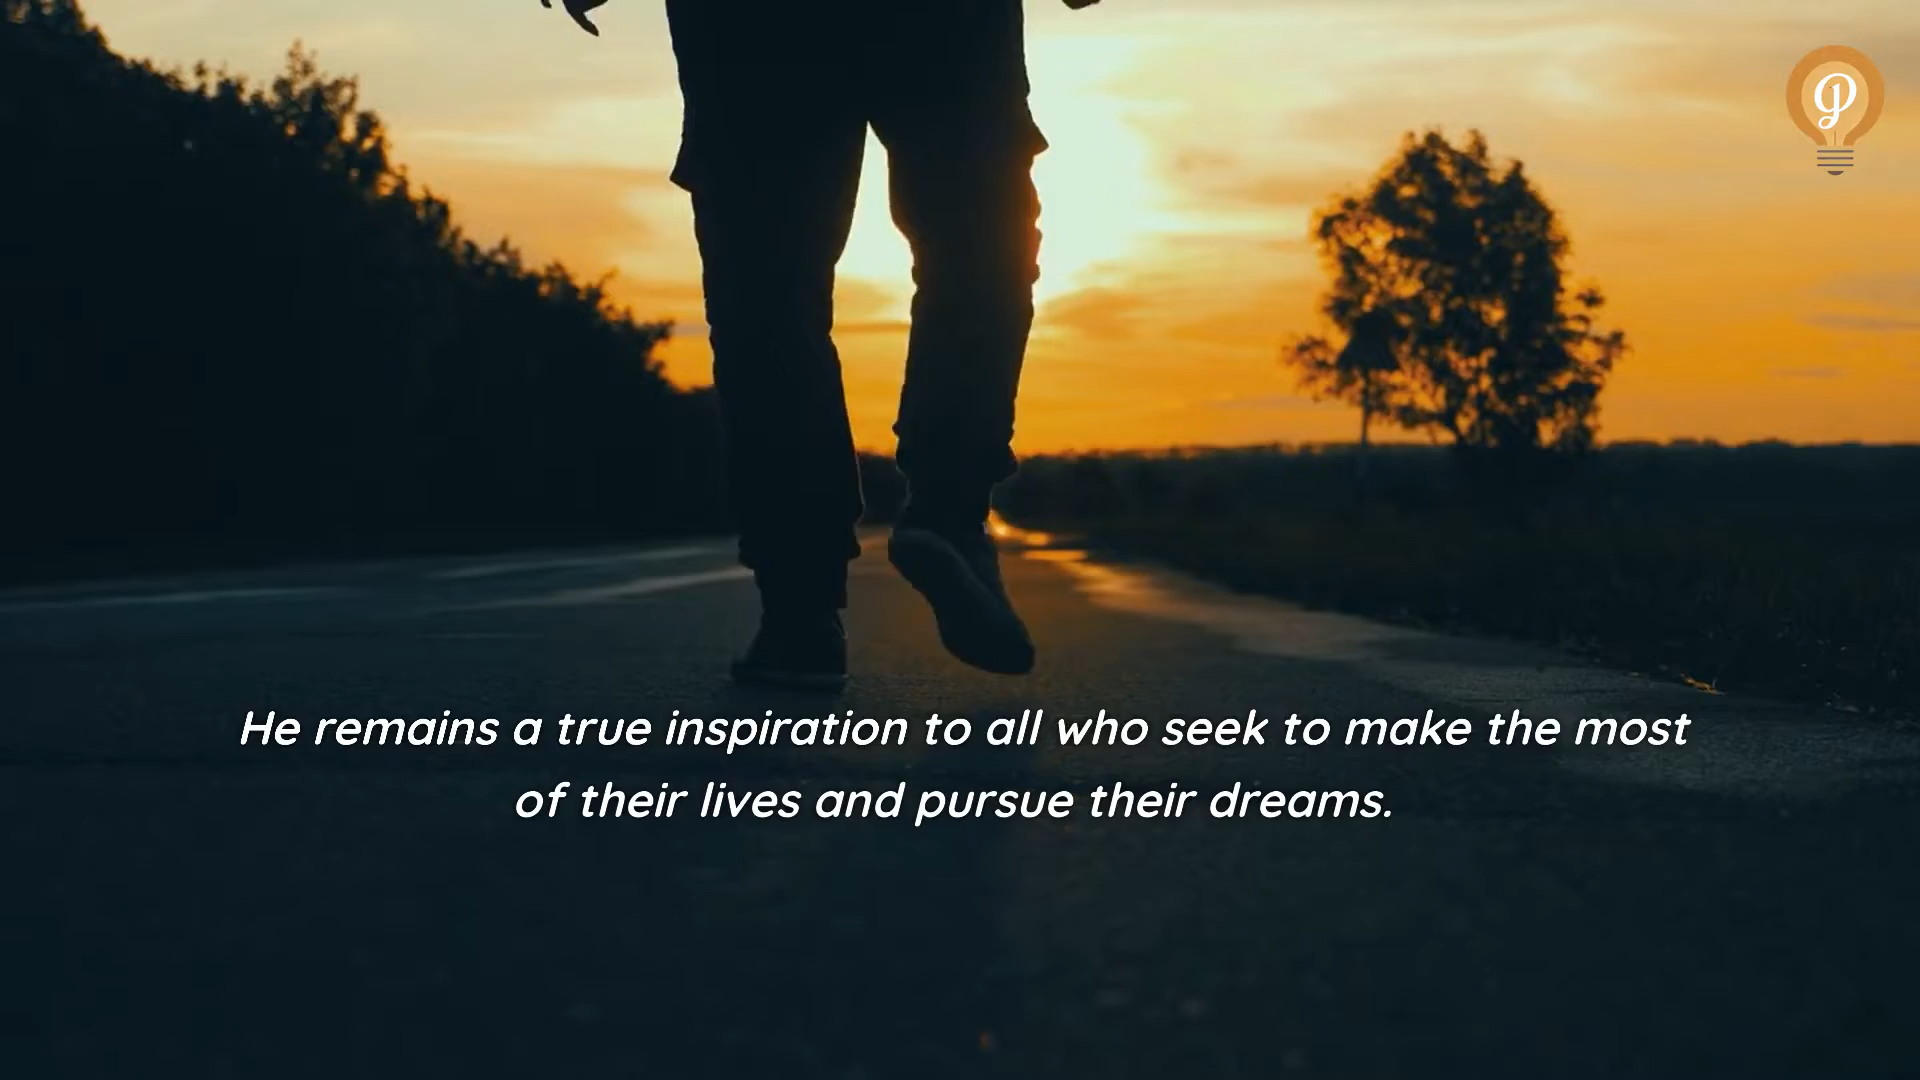 P
He remains a true inspiration to all who seek to make the most
of their lives and pursue their dreams.